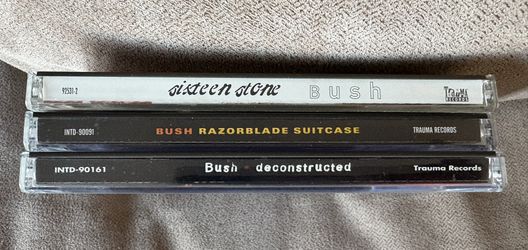 92531-2 sixteen stone Bush Trauma RECORDS
INTD-90091 BUSH RAZORBLADE SUITCASE TRAUMA RECORDS
INTD-90161 Bush - deconstructed Trauma Records